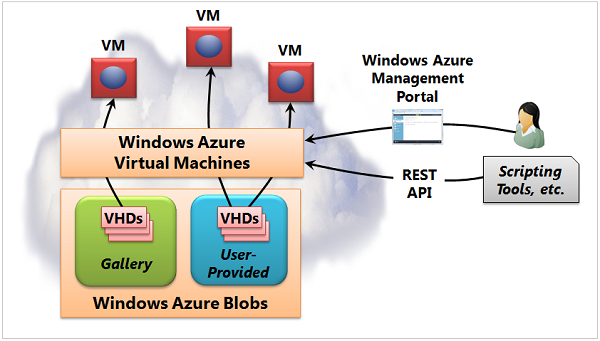 VM
VM
VM
Windows Azure
Management
Portal
Windows Azure
Virtual Machines
REST
API
Scripting
Tools, etc.
VHDs
Gallery
VHDs
User-
Provided
Windows Azure Blobs